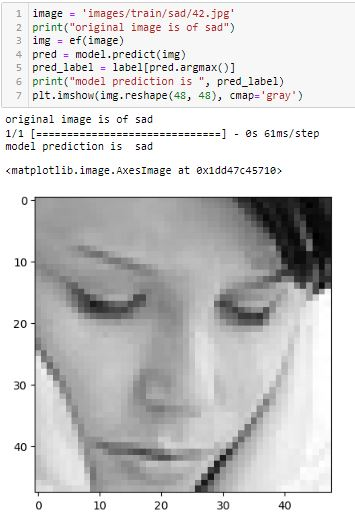 1 image = 'images/train/sad/42.jpg'
2 print("original image is of sad")
3 img = ef(image)
4 pred = model.predict(img)
5 pred_label = label[pred.argmax()]
6 print("model prediction is ", pred_label)
7 plt.imshow(img.reshape(48, 48), cmap='gray')
original image is of sad
1/1 [==============================] - 0s 61ms/step
model prediction is  sad
<matplotlib.image.AxesImage at 0x1dd47c45710>
0
10
20
30
40
0 10 20 30 40